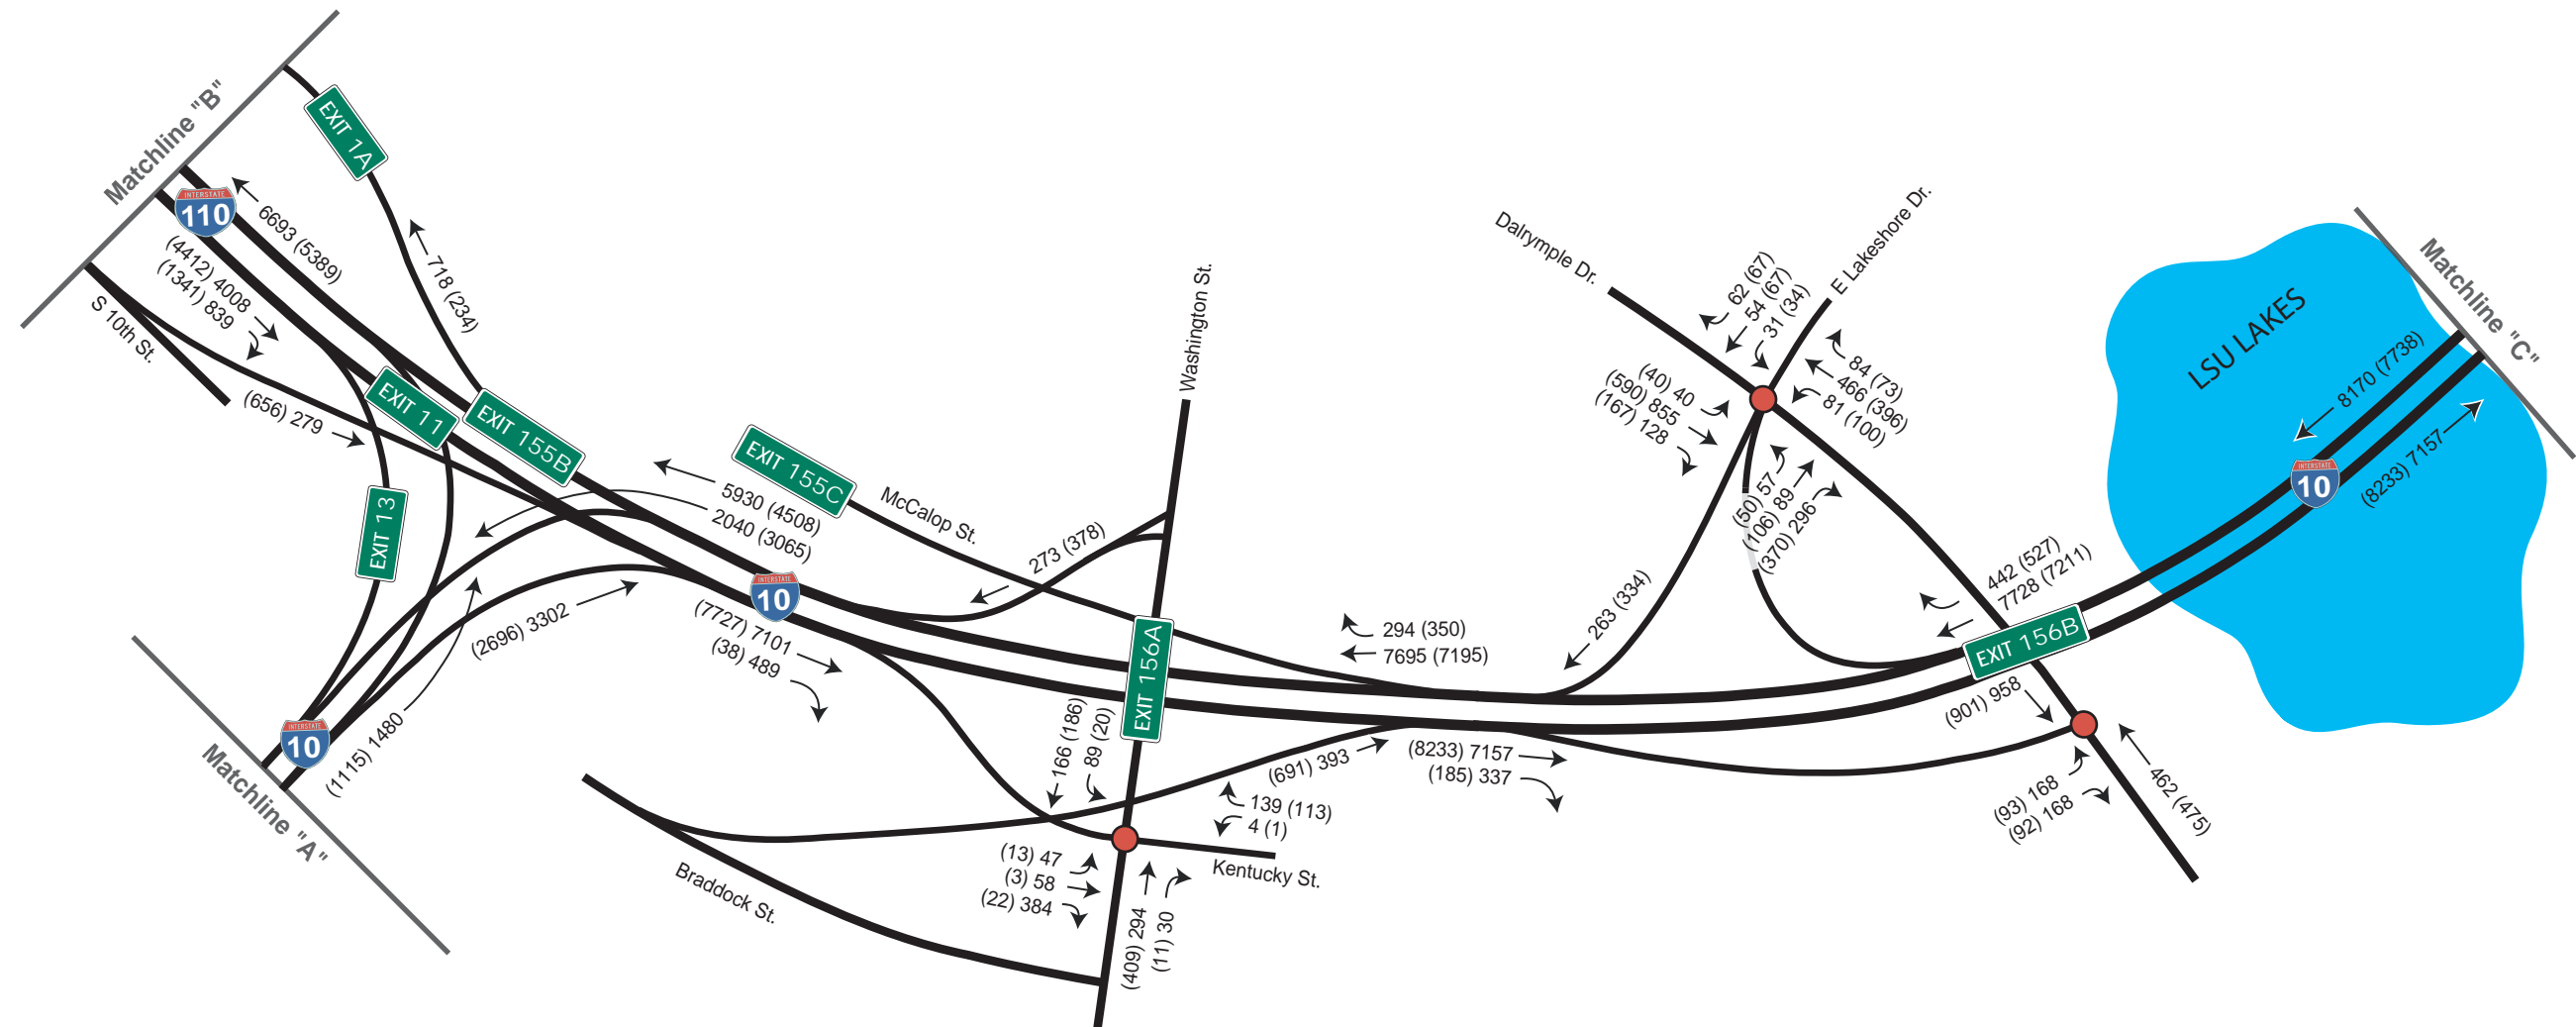 Matchline "B"
EXIT 1A
INTERSTATE
110
6693 (5389)
(4412) 4008
(1341) 839
718 (234)
S 10th St.
(656) 279
EXIT 11
EXIT 155B
EXIT 13
EXIT 155C
McCalop St.
5930 (4508)
2040 (3065)
273 (378)
Washington St.
INTERSTATE
10
(2696) 3302
(7727) 7101
(38) 489
INTERSTATE
10
(1115) 1480
Matchline "A"
EXIT 156A
166 (186)
89 (20)
Braddock St.
(13) 47
(3) 58
(22) 384
(409) 294
(11) 30
139 (113)
4 (1)
Kentucky St.
(691) 393
294 (350)
7695 (7195)
(8233) 7157
(185) 337
263 (334)
Dalrymple Dr.
E Lakeshore Dr.
62 (67)
54 (67)
31 (34)
(40) 40
(590) 855
(167) 128
84 (73)
466 (396)
81 (100)
(50) 57
(106) 89
(370) 296
442 (527)
7728 (7211)
EXIT 156B
(901) 958
(93) 168
(92) 168
462 (475)
LSU LAKES
8170 (7738)
INTERSTATE
10
(8233) 7157
Matchline "C"